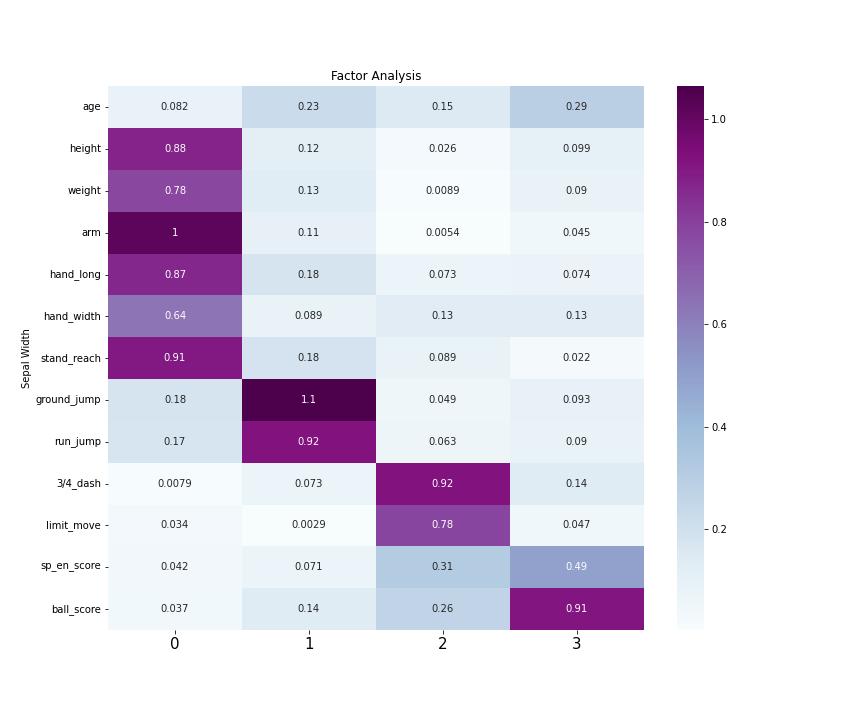 Factor Analysis
age 0.082 0.23 0.15 0.29
height 0.88 0.12 0.026 0.099
weight 0.78 0.13 0.0089 0.09
arm 1 0.11 0.0054 0.045
hand_long 0.87 0.18 0.073 0.074
hand_width 0.64 0.089 0.13 0.13
stand_reach 0.91 0.18 0.089 0.022
ground_jump 0.18 1.1 0.049 0.093
run_jump 0.17 0.92 0.063 0.09
3/4_dash 0.0079 0.073 0.92 0.14
limit_move 0.034 0.0029 0.78 0.047
sp_en_score 0.042 0.071 0.31 0.49
ball_score 0.037 0.14 0.26 0.91
0 1 2 3
Sepal Width
1.0
0.8
0.6
0.4
0.2